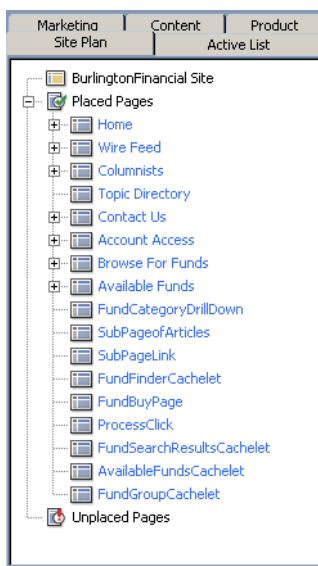 Marketing Content Product
Site Plan Active List
BurlingtonFinancial Site
Placed Pages
Home
Wire Feed
Columnists
Topic Directory
Contact Us
Account Access
Browse For Funds
Available Funds
FundCategoryDrillDown
SubPageofArticles
SubPageLink
FundFinderCachelet
FundBuyPage
ProcessClick
FundSearchResultsCachelet
AvailableFundsCachelet
FundGroupCachelet
Unplaced Pages